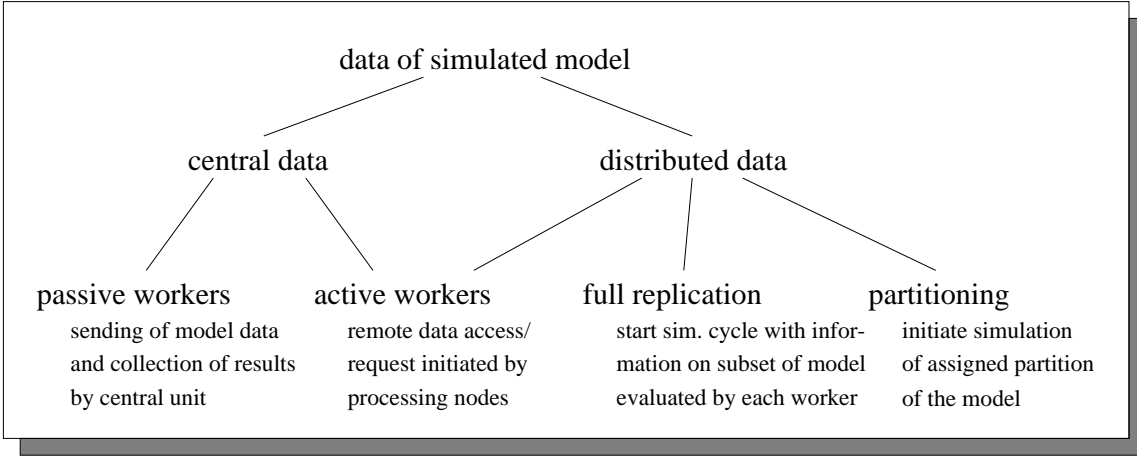 data of simulated model
central data
distributed data
passive workers
sending of model data
and collection of results
by central unit
active workers
remote data access/
request initiated by
processing nodes
full replication
start sim. cycle with infor-
mation on subset of model
evaluated by each worker
partitioning
initiate simulation
of assigned partition
of the model